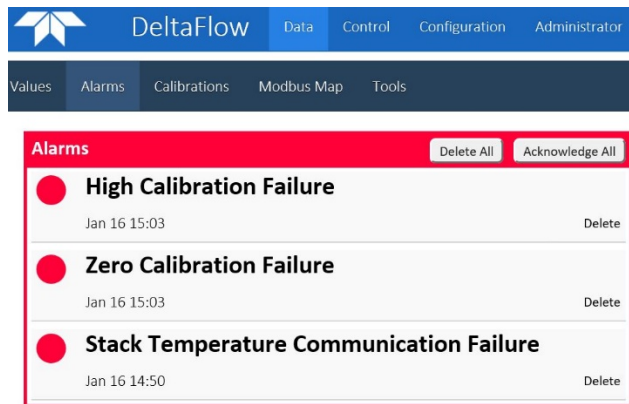 DeltaFlow Data Control Configuration Administrator
Values Alarms Calibrations Modbus Map Tools
Alarms Delete All Acknowledge All
High Calibration Failure
Jan 16 15:03 Delete
Zero Calibration Failure
Jan 16 15:03 Delete
Stack Temperature Communication Failure
Jan 16 14:50 Delete